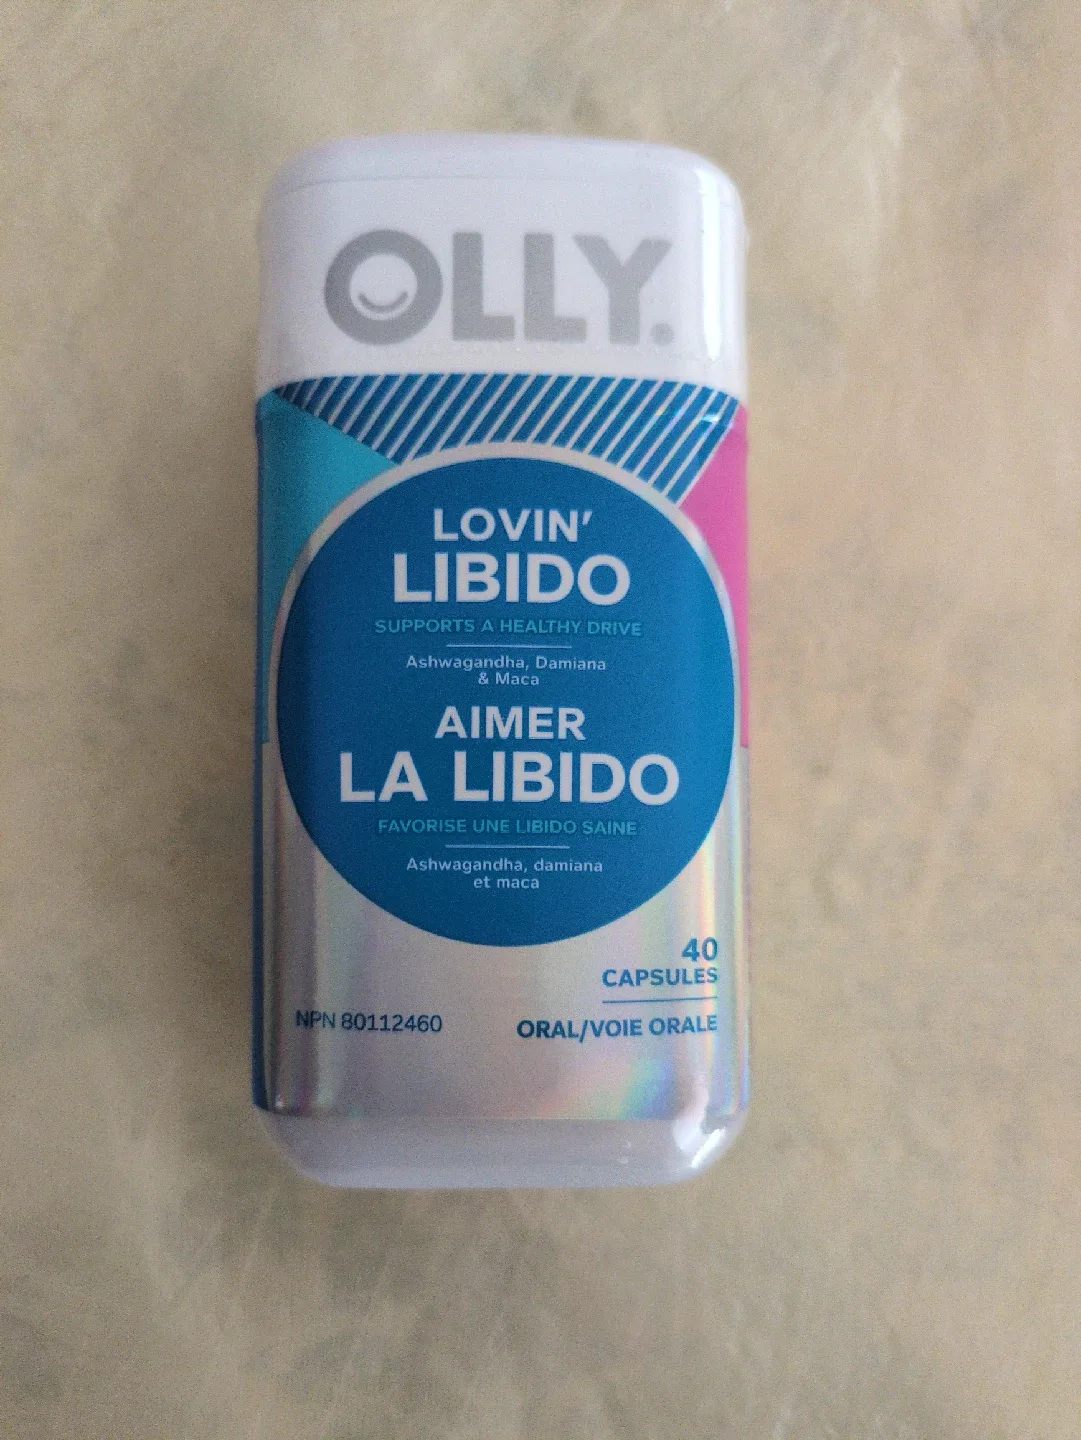 OLLY.
LOVIN'
LIBIDO
SUPPORTS A HEALTHY DRIVE
Ashwagandha, Damiana
& Maca
AIMER
LA LIBIDO
FAVORISE UNE LIBIDO SAINE
Ashwagandha, damiana
et maca
40
CAPSULES
NPN 80112460
ORAL/VOIE ORALE